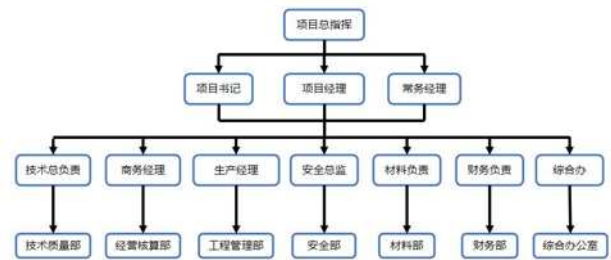 项目总指挥
项目书记
项目经理
常务经理
技术总负责
商务经理
生产经理
安全总监
材料负责
财务负责
综合办
技术质量部
经营核算部
工程管理部
安全部
材料部
财务部
综合办公室